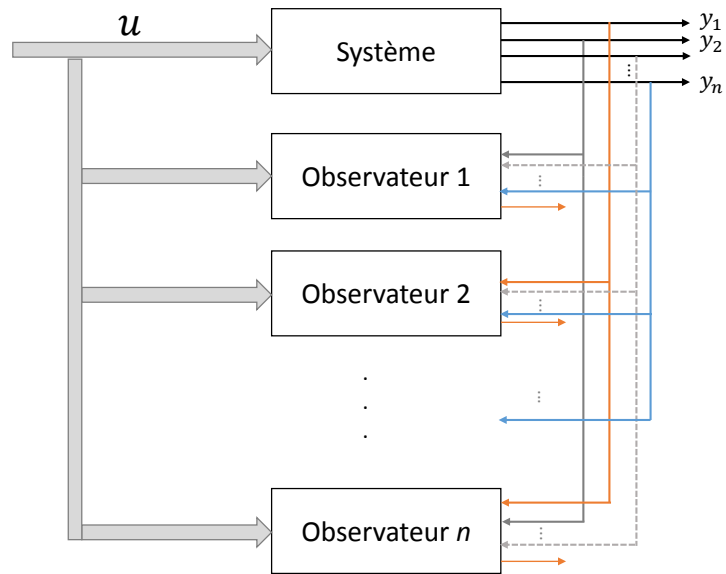 u
Système
y₁
y₂
...
yₙ
Observateur 1
...
Observateur 2
...
. . .
...
Observateur n
...